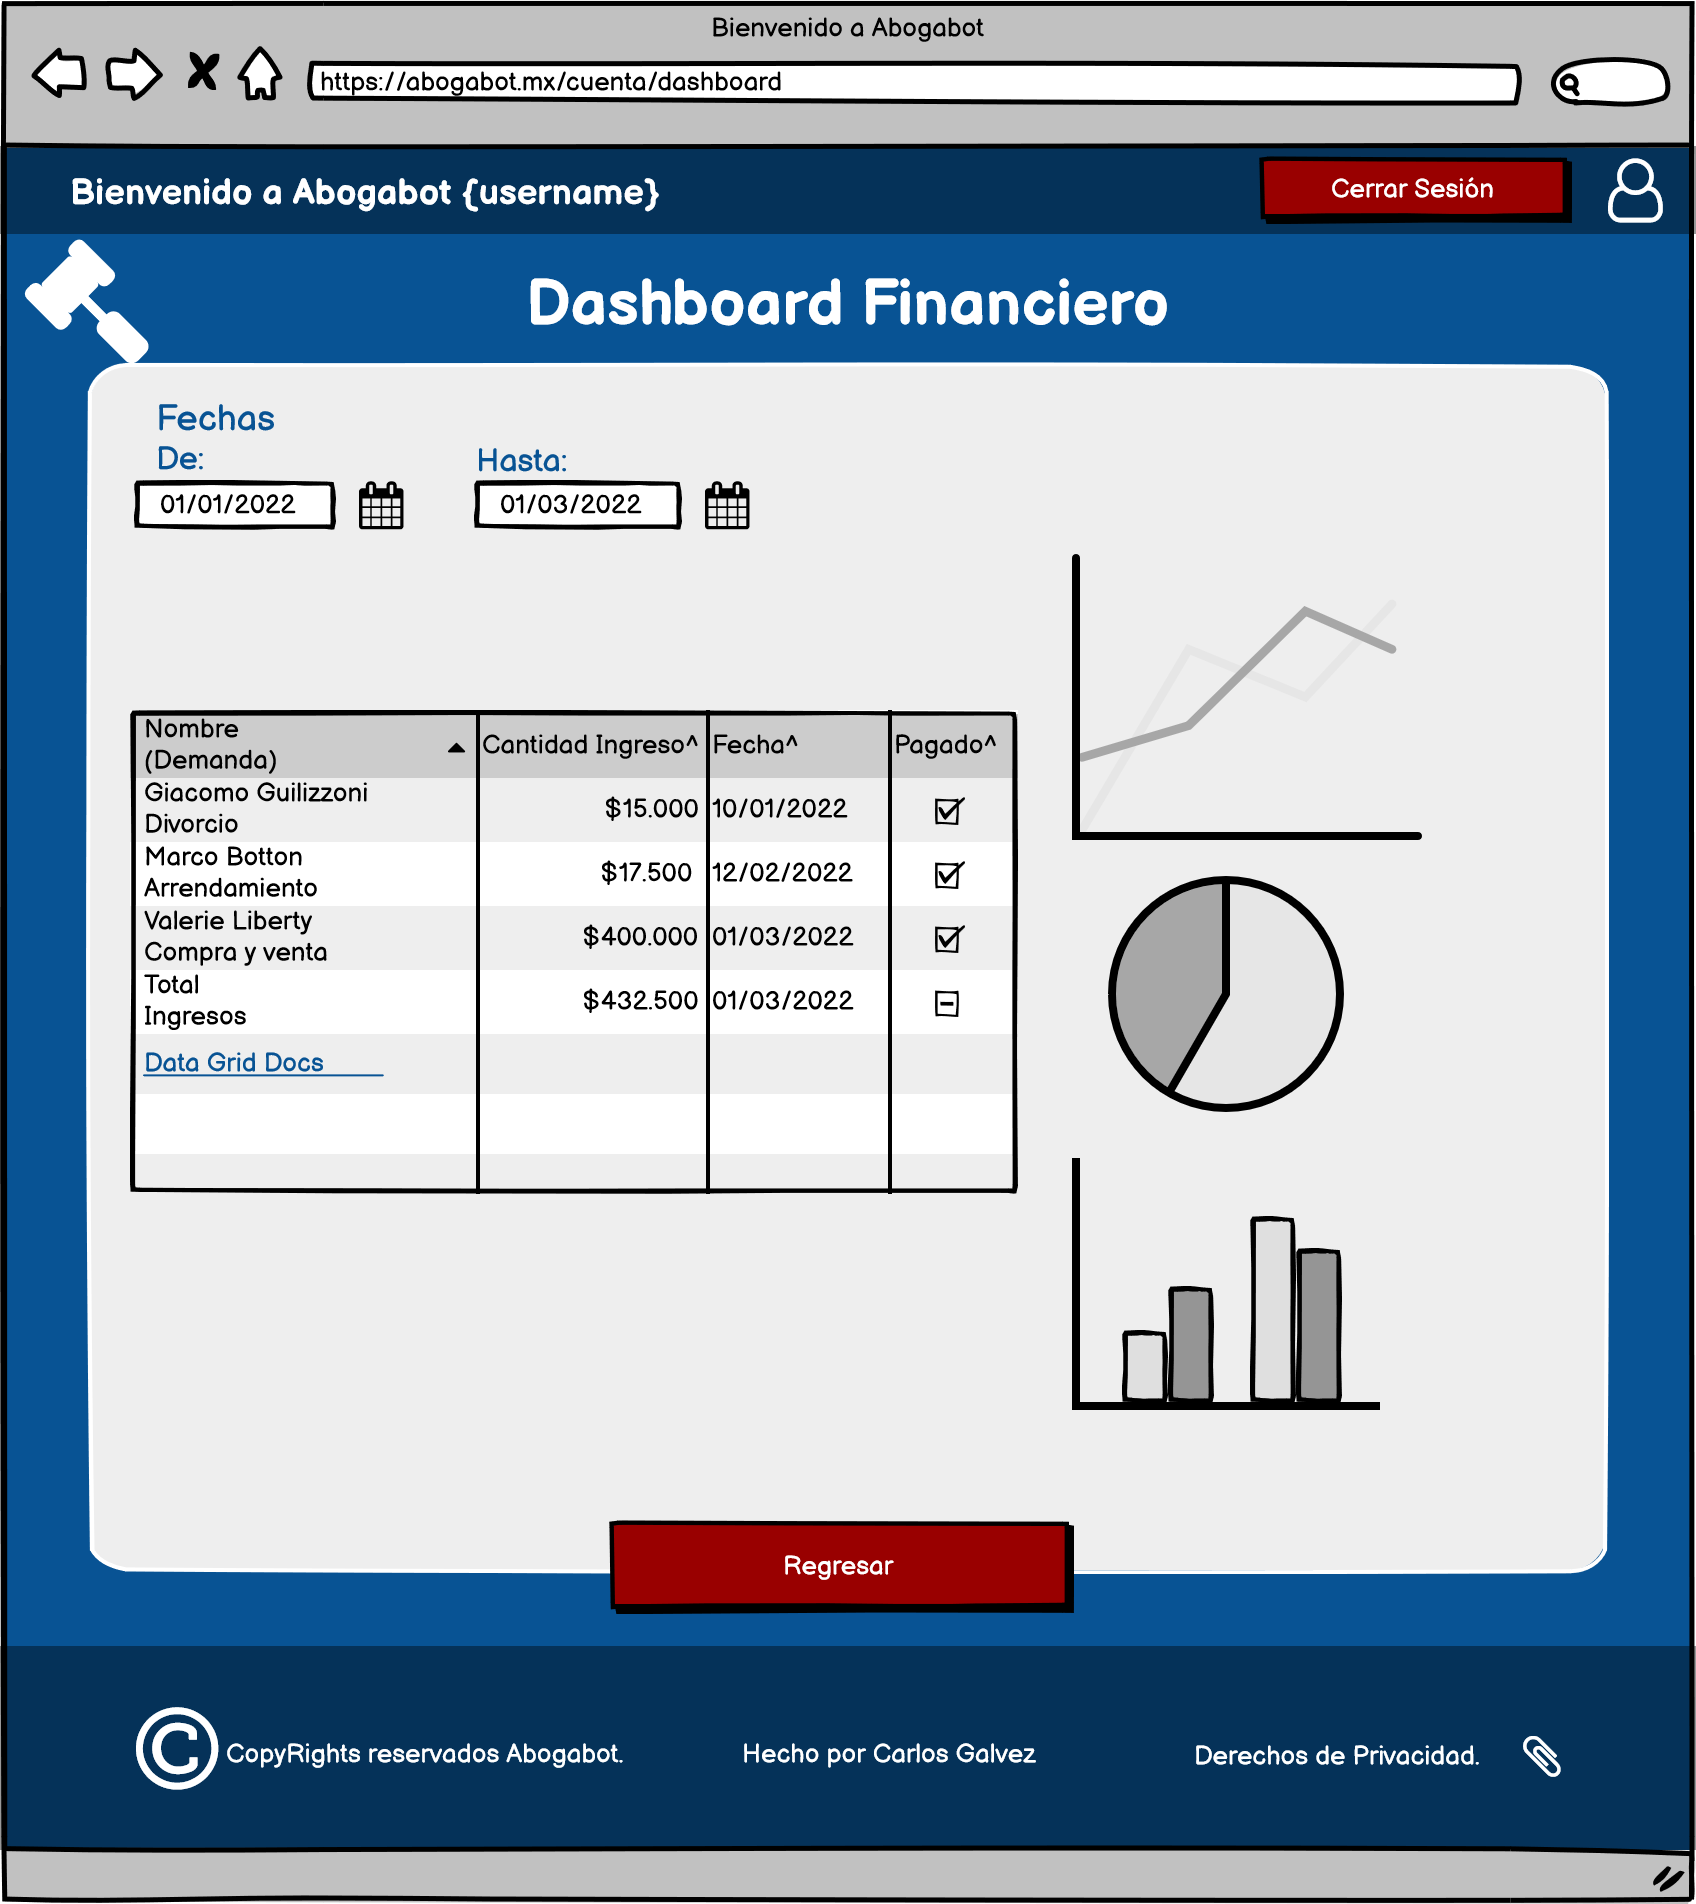 Bienvenido a Abogabot
https://abogabot.mx/cuenta/dashboard
Bienvenido a Abogabot {username}
Cerrar Sesión
Dashboard Financiero
Fechas
De:
Hasta:
01/01/2022
01/03/2022
Nombre
(Demanda)
Cantidad Ingreso^
Fecha^
Pagado^
Giacomo Guilizzoni
Divorcio
$15.000
10/01/2022
Marco Botton
Arrendamiento
$17.500
12/02/2022
Valerie Liberty
Compra y venta
$400.000
01/03/2022
Total
Ingresos
$432.500
01/03/2022
Data Grid Docs
Regresar
© CopyRights reservados Abogabot.
Hecho por Carlos Galvez
Derechos de Privacidad.